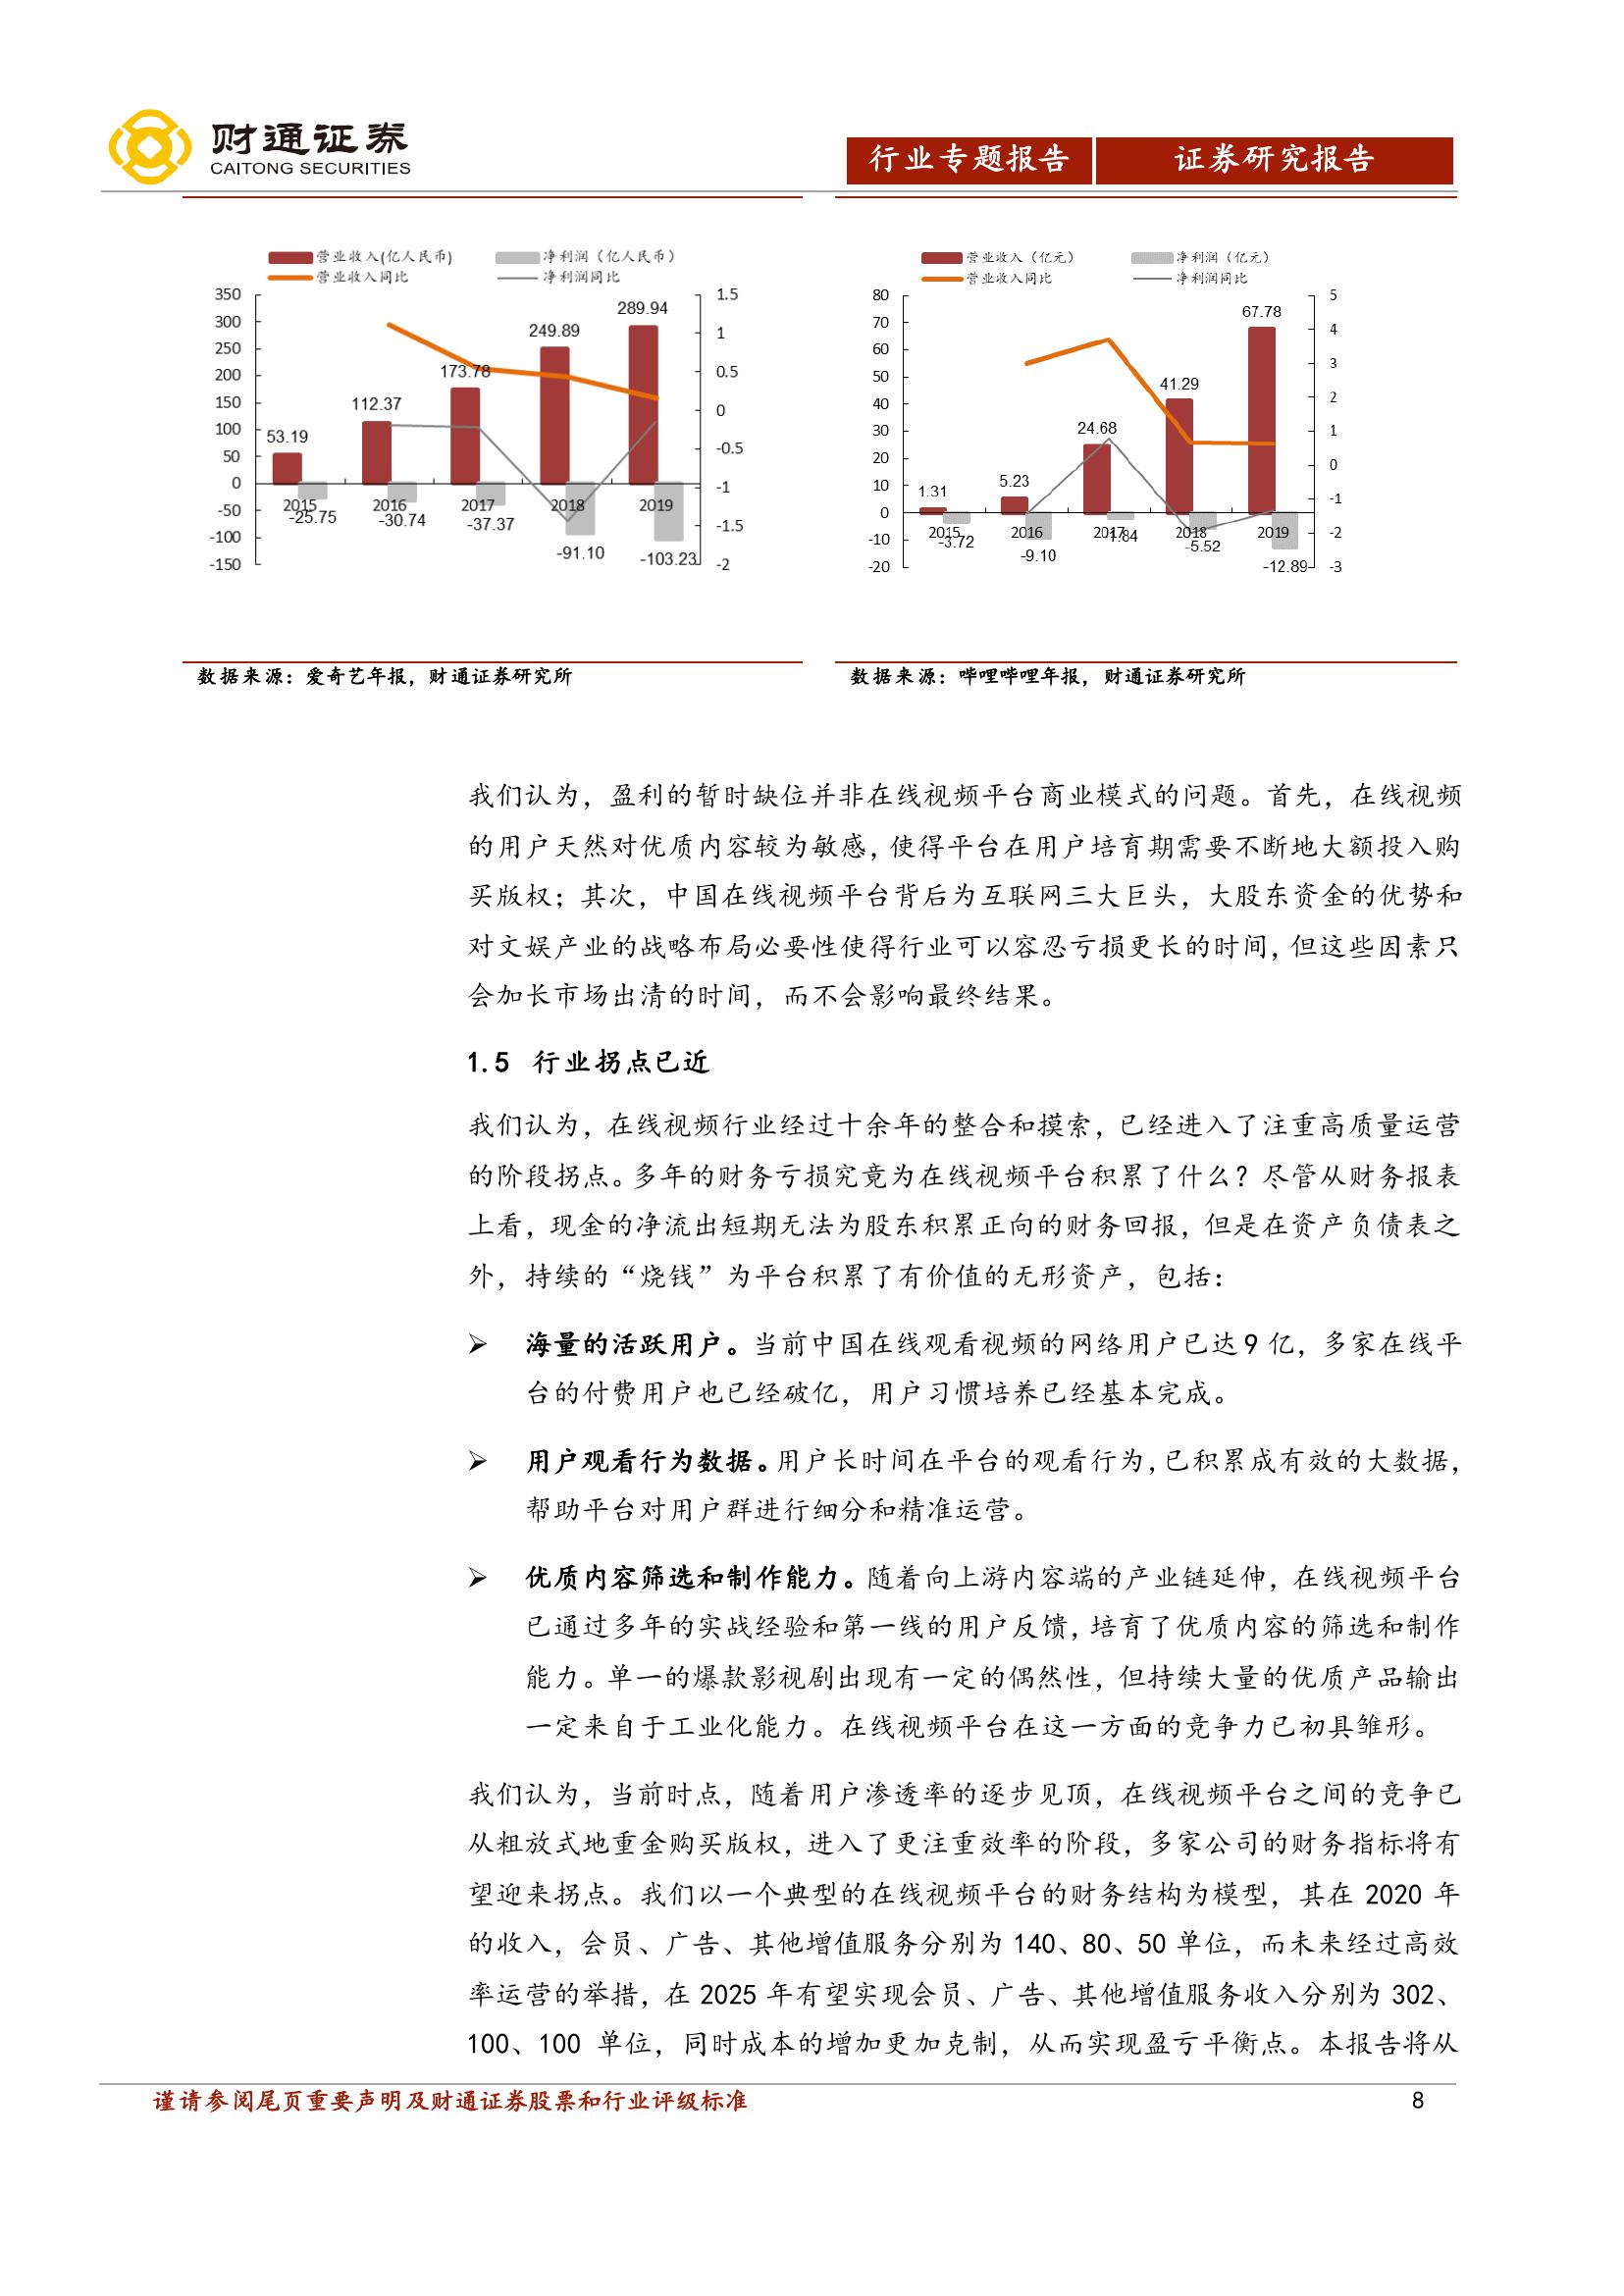 财通证券
CAITONG SECURITIES
行业专题报告 证券研究报告
营业收入(亿人民币) 净利润（亿人民币）
营业收入同比 净利润同比
350
300
250
200
150
100
50
0
-50
-100
-150
1.5
1
0.5
0
-0.5
-1
-1.5
-2
53.19
112.37
173.78
249.89
289.94
2015 2016 2017 2018 2019
-25.75
-30.74
-37.37
-91.10
-103.23
营业收入（亿元） 净利润（亿元）
营业收入同比 净利润同比
80
70
60
50
40
30
20
10
0
-10
-20
5
4
3
2
1
0
-1
-2
-3
1.31
5.23
24.68
41.29
67.78
2015 2016 2017 2018 2019
-3.72
-9.10
-5.52
-12.89
数据来源：爱奇艺年报，财通证券研究所
数据来源：哔哩哔哩年报，财通证券研究所
我们认为，盈利的暂时缺位并非在线视频平台商业模式的问题。首先，在线视频
的用户天然对优质内容较为敏感，使得平台在用户培育期需要不断地大额投入购
买版权；其次，中国在线视频平台背后为互联网三大巨头，大股东资金的优势和
对文娱产业的战略布局必要性使得行业可以容忍亏损更长的时间，但这些因素只
会加长市场出清的时间，而不会影响最终结果。
1.5 行业拐点已近
我们认为，在线视频行业经过十余年的整合和摸索，已经进入了注重高质量运营
的阶段拐点。多年的财务亏损究竟为在线视频平台积累了什么？尽管从财务报表
上看，现金的净流出短期无法为股东积累正向的财务回报，但是在资产负债表之
外，持续的“烧钱”为平台积累了有价值的无形资产，包括：
➢ 海量的活跃用户。当前中国在线观看视频的网络用户已达 9 亿，多家在线平
台的付费用户也已经破亿，用户习惯培养已经基本完成。
➢ 用户观看行为数据。用户长时间在平台的观看行为，已积累成有效的大数据，
帮助平台对用户群进行细分和精准运营。
➢ 优质内容筛选和制作能力。随着向上游内容端的产业链延伸，在线视频平台
已通过多年的实战经验和第一线的用户反馈，培育了优质内容的筛选和制作
能力。单一的爆款影视剧出现有一定的偶然性，但持续大量的优质产品输出
一定来自于工业化能力。在线视频平台在这一方面的竞争力已初具雏形。
我们认为，当前时点，随着用户渗透率的逐步见顶，在线视频平台之间的竞争已
从粗放式地重金购买版权，进入了更注重效率的阶段，多家公司的财务指标将有
望迎来拐点。我们以一个典型的在线视频平台的财务结构为模型，其在 2020 年
的收入，会员、广告、其他增值服务分别为 140、80、50 单位，而未来经过高效
率运营的举措，在 2025 年有望实现会员、广告、其他增值服务收入分别为 302、
100、100 单位，同时成本的增加更加克制，从而实现盈亏平衡点。本报告将从
谨请参阅尾页重要声明及财通证券股票和行业评级标准 8